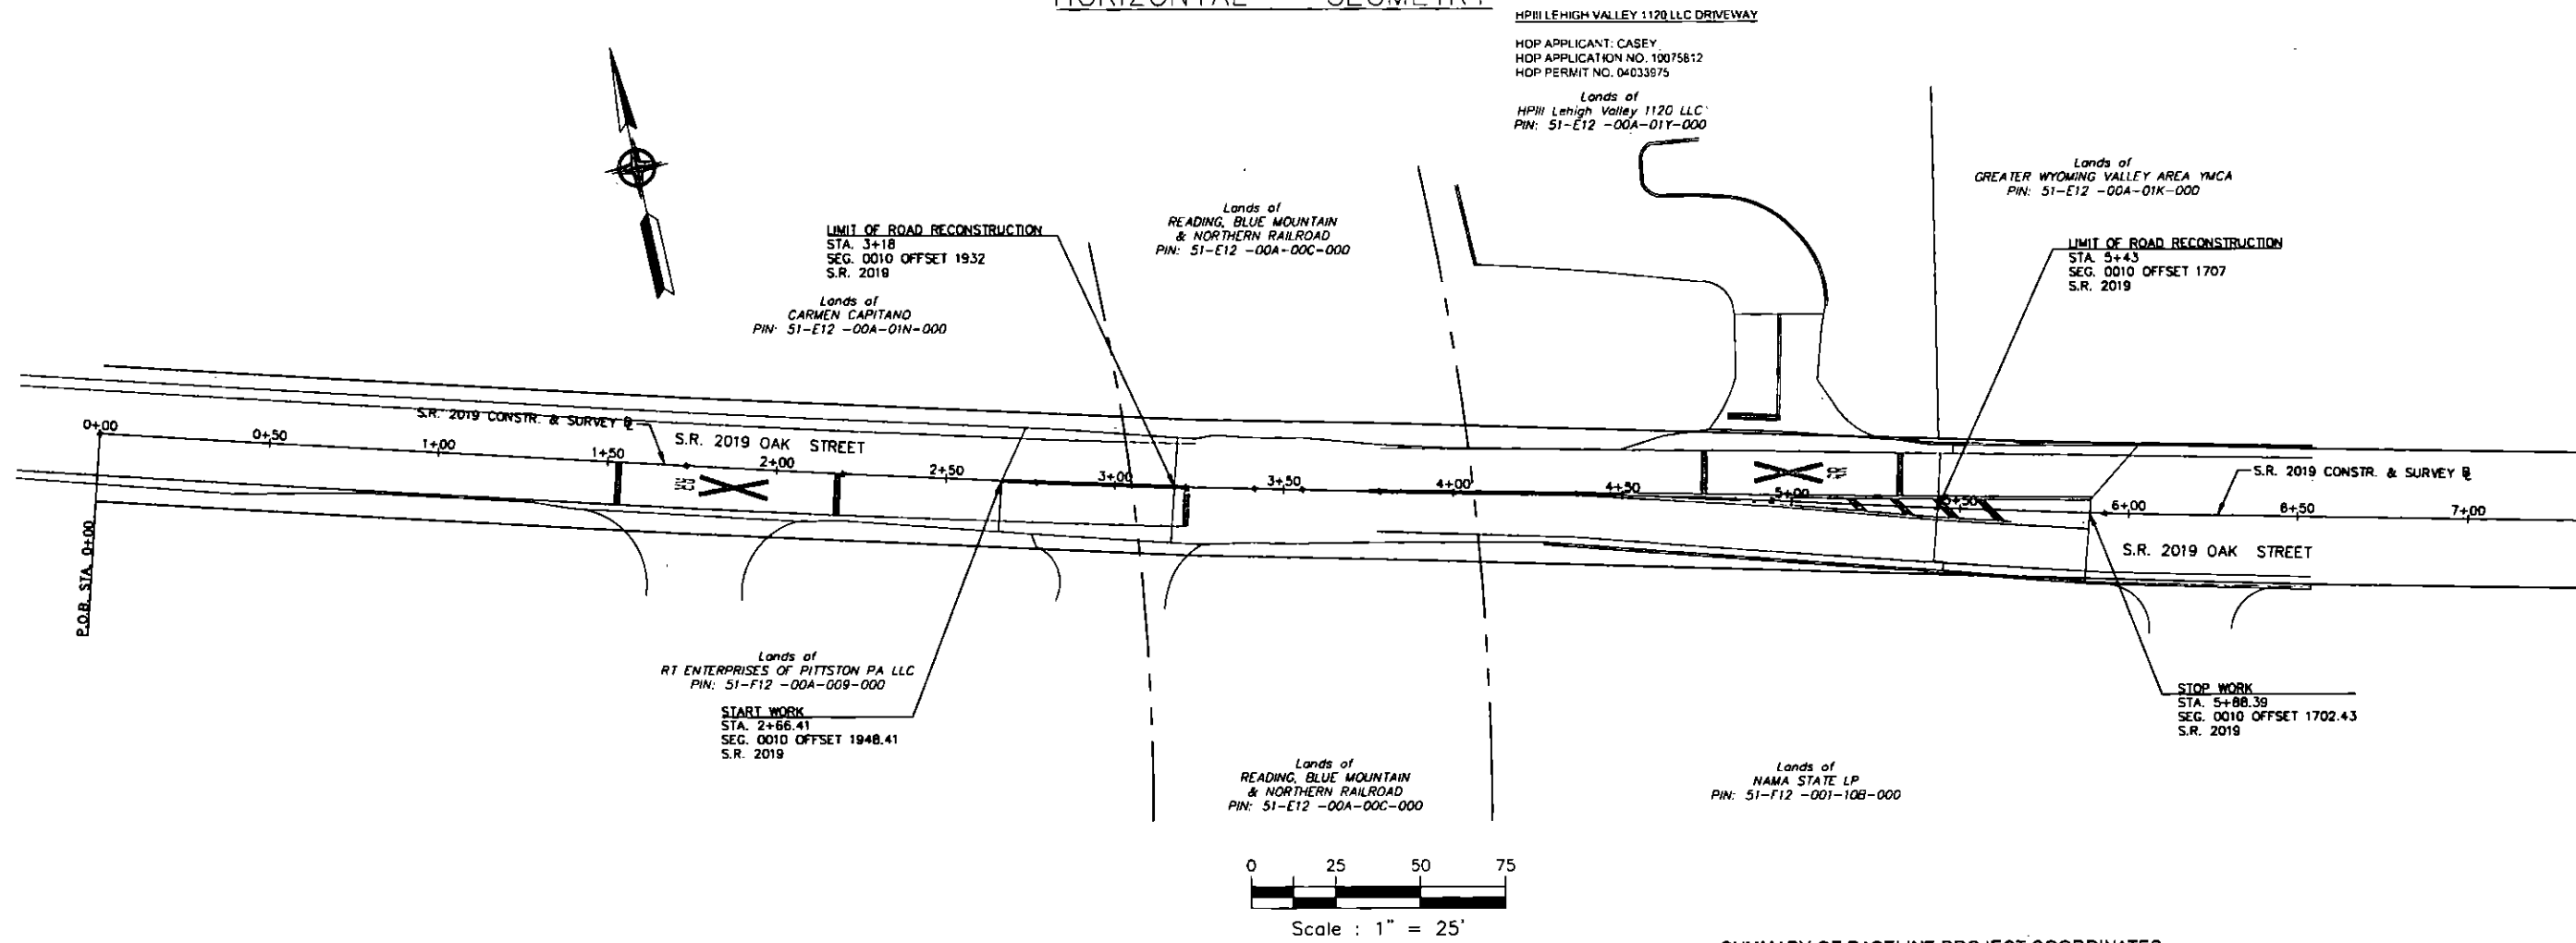 HORIZONTAL GEOMETRY
HPIII LEHIGH VALLEY 1120 LLC DRIVEWAY
HOP APPLICANT: CASEY
HOP APPLICATION NO. 10075812
HOP PERMIT NO. 04033975
Lands of
HPIII Lehigh Valley 1120 LLC
PIN: 51-E12 -00A-01Y-000
Lands of
GREATER WYOMING VALLEY AREA YMCA
PIN: 51-E12 -00A-01K-000
Lands of
READING, BLUE MOUNTAIN
& NORTHERN RAILROAD
PIN: 51-E12 -00A-00C-000
LIMIT OF ROAD RECONSTRUCTION
STA. 3+18
SEG. 0010 OFFSET 1932
S.R. 2019
LIMIT OF ROAD RECONSTRUCTION
STA. 5+43
SEG. 0010 OFFSET 1707
S.R. 2019
Lands of
CARMEN CAPITANO
PIN: 51-E12 -00A-01N-000
S.R. 2019 CONSTR. & SURVEY ℄
S.R. 2019 OAK STREET
0+00
0+50
1+00
1+50
2+00
2+50
3+00
3+50
4+00
4+50
5+00
5+50
6+00
6+50
7+00
S.R. 2019 CONSTR. & SURVEY ℄
S.R. 2019 OAK STREET
P.O.B. STA. 0+00
Lands of
RT ENTERPRISES OF PITTSTON PA LLC
PIN: 51-F12 -00A-009-000
START WORK
STA. 2+66.41
SEG. 0010 OFFSET 1948.41
S.R. 2019
STOP WORK
STA. 5+88.39
SEG. 0010 OFFSET 1702.43
S.R. 2019
Lands of
READING, BLUE MOUNTAIN
& NORTHERN RAILROAD
PIN: 51-E12 -00A-00C-000
Lands of
NAMA STATE LP
PIN: 51-F12 -001-10B-000
0 25 50 75
Scale : 1" = 25'
SUMMARY OF BASELINE PROJECT COORDINATES